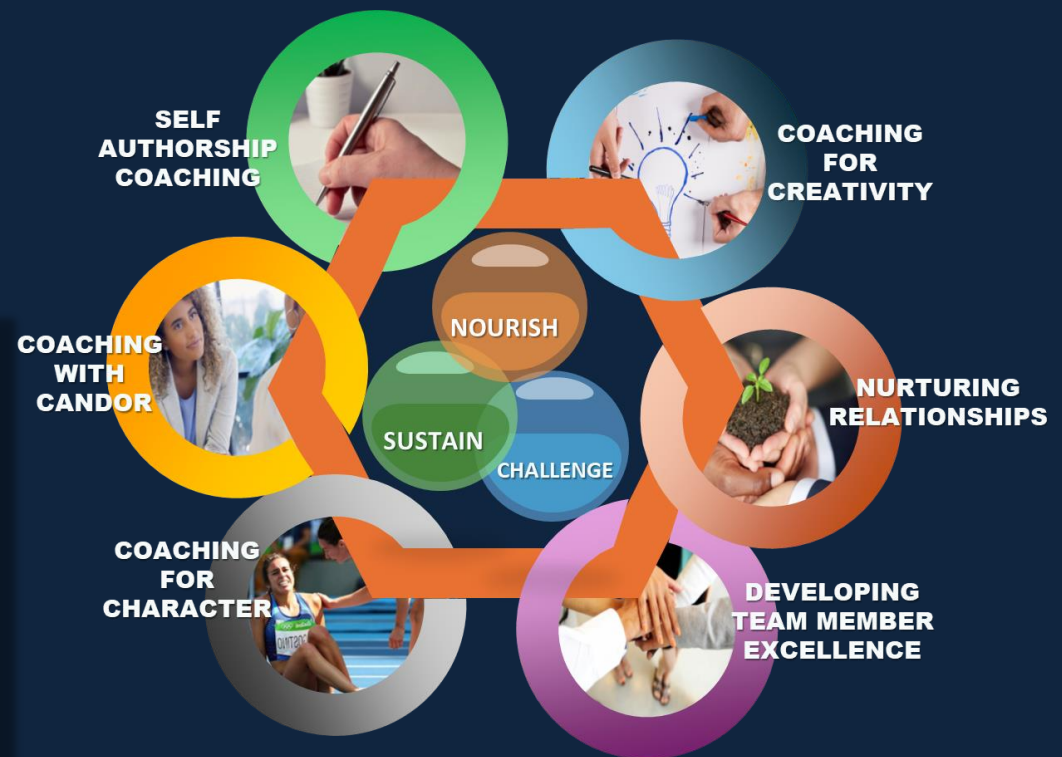 SELF
AUTHORSHIP
COACHING
COACHING
FOR
CREATIVITY
NOURISH
COACHING
WITH
CANDOR
NURTURING
RELATIONSHIPS
SUSTAIN
CHALLENGE
COACHING
FOR
CHARACTER
DEVELOPING
TEAM MEMBER
EXCELLENCE